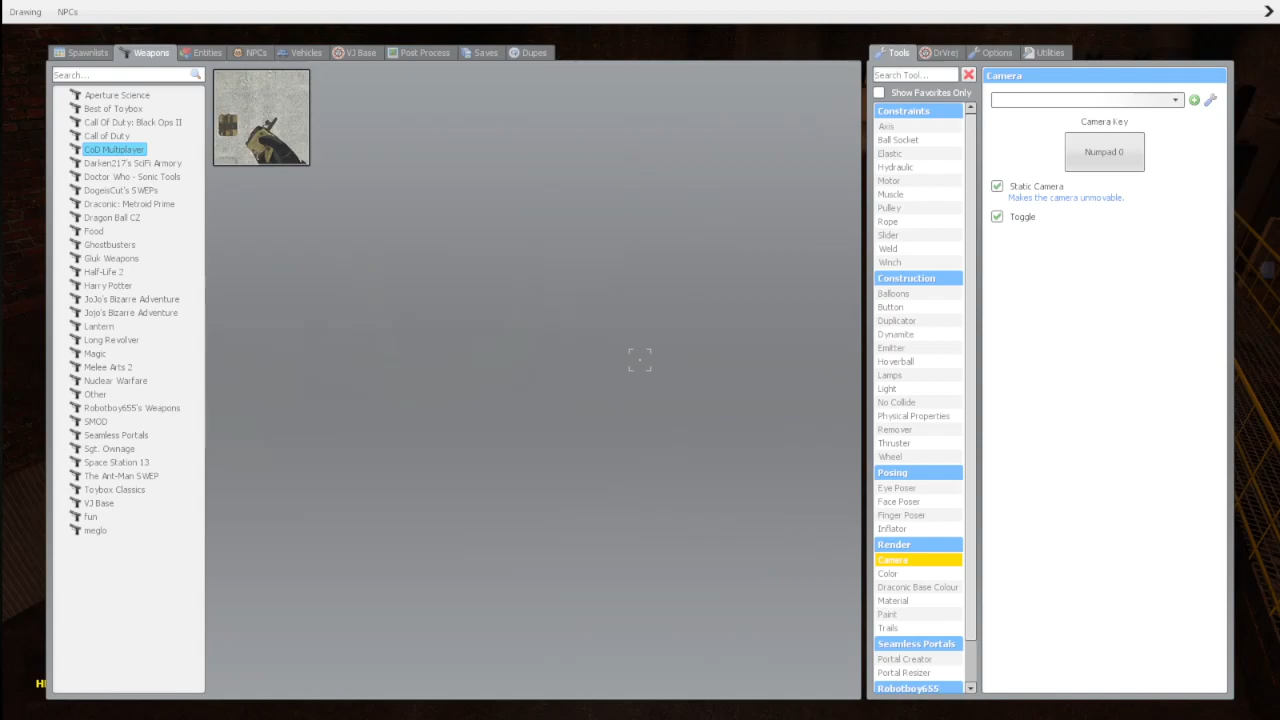 Drawing NPCs
Spawnlists Weapons Entities NPCs Vehicles VJ Base Post Process Saves Dupes
Search...
Aperture Science
Best of Toybox
Call Of Duty: Black Ops II
Call of Duty
CoD Multiplayer
Darken217's SciFi Armory
Doctor Who - Sonic Tools
DogeisCut's SWEPs
Draconic: Metroid Prime
Dragon Ball CZ
Food
Ghostbusters
Gluk Weapons
Half-Life 2
Harry Potter
JoJo's Bizarre Adventure
Jojo's Bizarre Adventure
Lantern
Long Revolver
Magic
Melee Arts 2
Nuclear Warfare
Other
Robotboy655's Weapons
SMOD
Seamless Portals
Sgt. Ownage
Space Station 13
The Ant-Man SWEP
Toybox Classics
VJ Base
fun
meglo
Tools DrVrej Options Utilities
Search Tool...
Show Favorites Only
Constraints
Axis
Ball Socket
Elastic
Hydraulic
Motor
Muscle
Pulley
Rope
Slider
Weld
Winch
Construction
Balloons
Button
Duplicator
Dynamite
Emitter
Hoverball
Lamps
Light
No Collide
Physical Properties
Remover
Thruster
Wheel
Posing
Eye Poser
Face Poser
Finger Poser
Inflator
Render
Camera
Color
Draconic Base Colour
Material
Paint
Trails
Seamless Portals
Portal Creator
Portal Resizer
Robotboy655
Camera
Camera Key
Numpad 0
Static Camera
Makes the camera unmovable.
Toggle